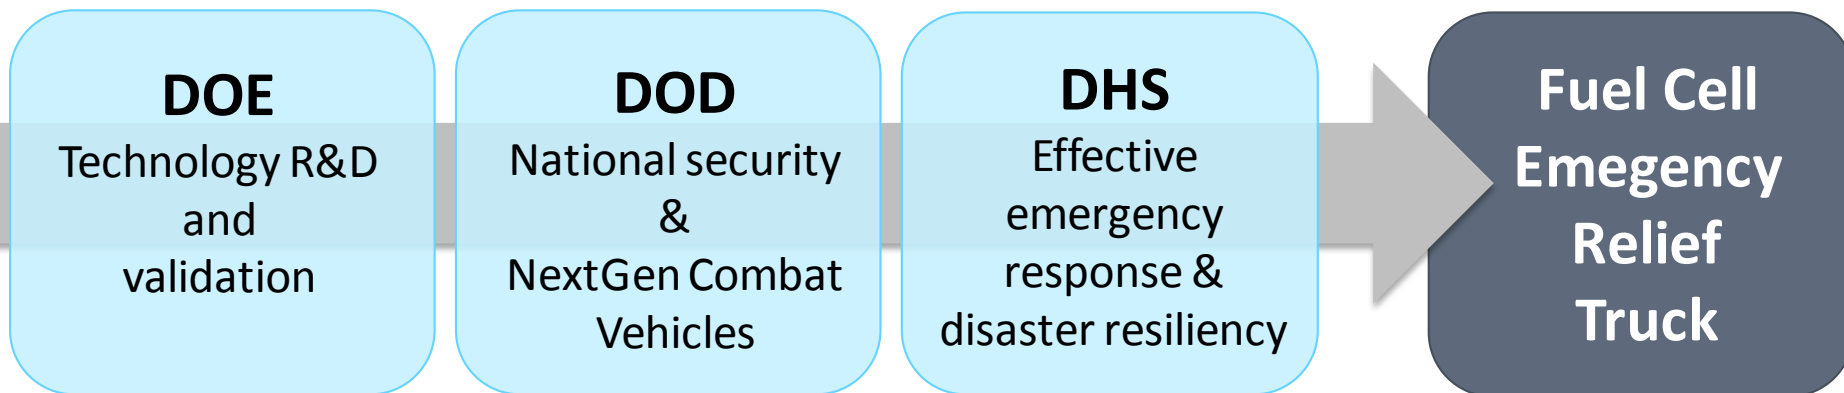 DOE
Technology R&D
and
validation
DOD
National security
&
NextGen Combat
Vehicles
DHS
Effective
emergency
response &
disaster resiliency
Fuel Cell
Emegency
Relief
Truck